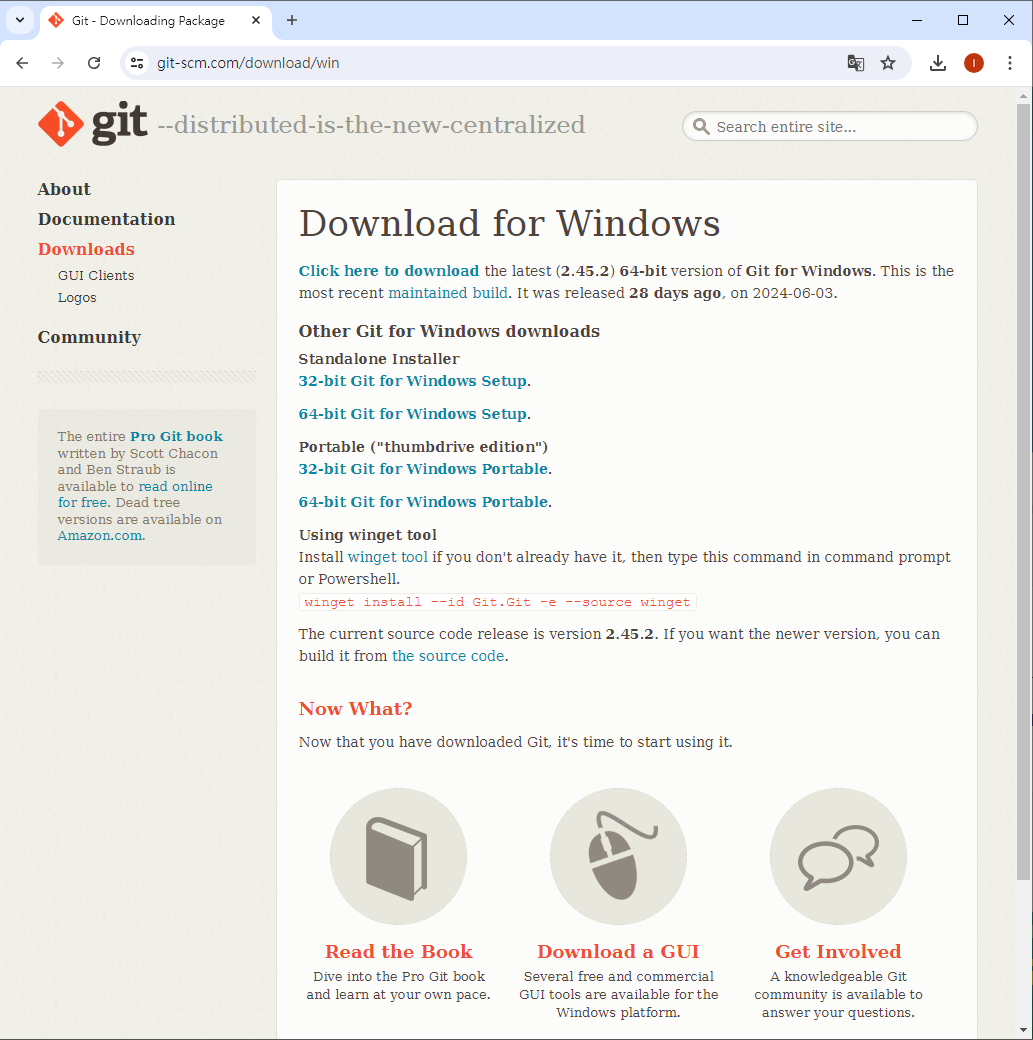 Git - Downloading Package
git-scm.com/download/win
I
git --distributed-is-the-new-centralized
Search entire site...
About
Documentation
Downloads
GUI Clients
Logos
Community
The entire Pro Git book
written by Scott Chacon
and Ben Straub is
available to read online
for free. Dead tree
versions are available on
Amazon.com.
Download for Windows
Click here to download the latest (2.45.2) 64-bit version of Git for Windows. This is the
most recent maintained build. It was released 28 days ago, on 2024-06-03.
Other Git for Windows downloads
Standalone Installer
32-bit Git for Windows Setup.
64-bit Git for Windows Setup.
Portable ("thumbdrive edition")
32-bit Git for Windows Portable.
64-bit Git for Windows Portable.
Using winget tool
Install winget tool if you don't already have it, then type this command in command prompt
or Powershell.
winget install --id Git.Git -e --source winget
The current source code release is version 2.45.2. If you want the newer version, you can
build it from the source code.
Now What?
Now that you have downloaded Git, it's time to start using it.
Read the Book
Dive into the Pro Git book
and learn at your own pace.
Download a GUI
Several free and commercial
GUI tools are available for the
Windows platform.
Get Involved
A knowledgeable Git
community is available to
answer your questions.